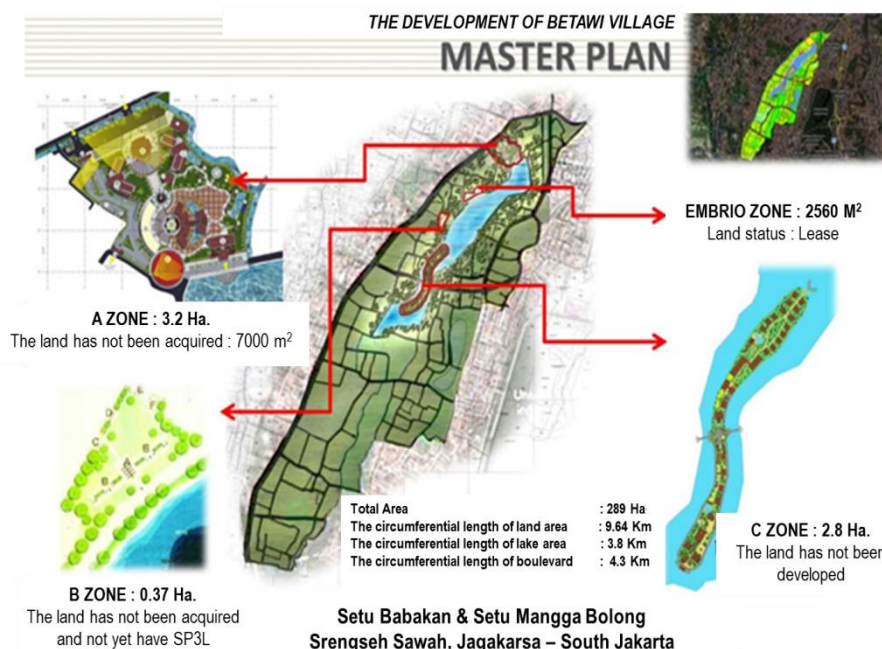 THE DEVELOPMENT OF BETAWI VILLAGE
MASTER PLAN
A ZONE : 3.2 Ha.
The land has not been acquired : 7000 m²
EMBRIO ZONE : 2560 M²
Land status : Lease
B ZONE : 0.37 Ha.
The land has not been acquired
and not yet have SP3L
C ZONE : 2.8 Ha.
The land has not been
developed
Total Area : 289 Ha
The circumferential length of land area : 9.64 Km
The circumferential length of lake area : 3.8 Km
The circumferential length of boulevard : 4.3 Km
Setu Babakan & Setu Mangga Bolong
Srengseh Sawah, Jagakarsa – South Jakarta